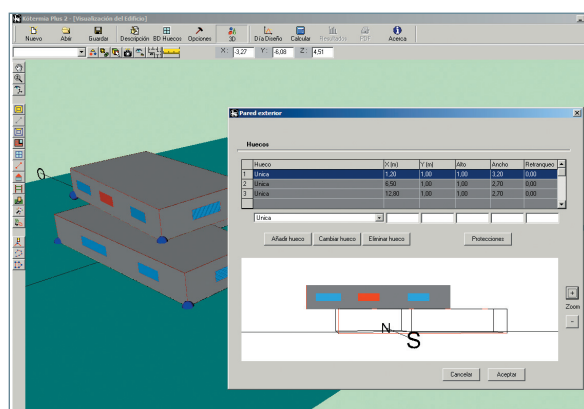 Kiterenia Plus 2 - [Visualización del Edificio]
Nuevo Abrir Guardar Descripción BD Huecos Opciones 3D Día Diseño Calcular Resultados PDF Acerca
X: -3,27 Y: -6,08 Z: 4,51
Pared exterior
Huecos
Hueco X (m) Y (m) Alto Ancho Retranqueo
1 Unica 1,20 1,00 1,00 3,20 0,00
2 Unica 6,50 1,00 1,00 2,70 0,00
3 Unica 12,80 1,00 1,00 2,70 0,00
Unica
Añadir hueco Cambiar hueco Eliminar hueco Protecciones
+
Zoom
-
N
S
Cancelar Aceptar